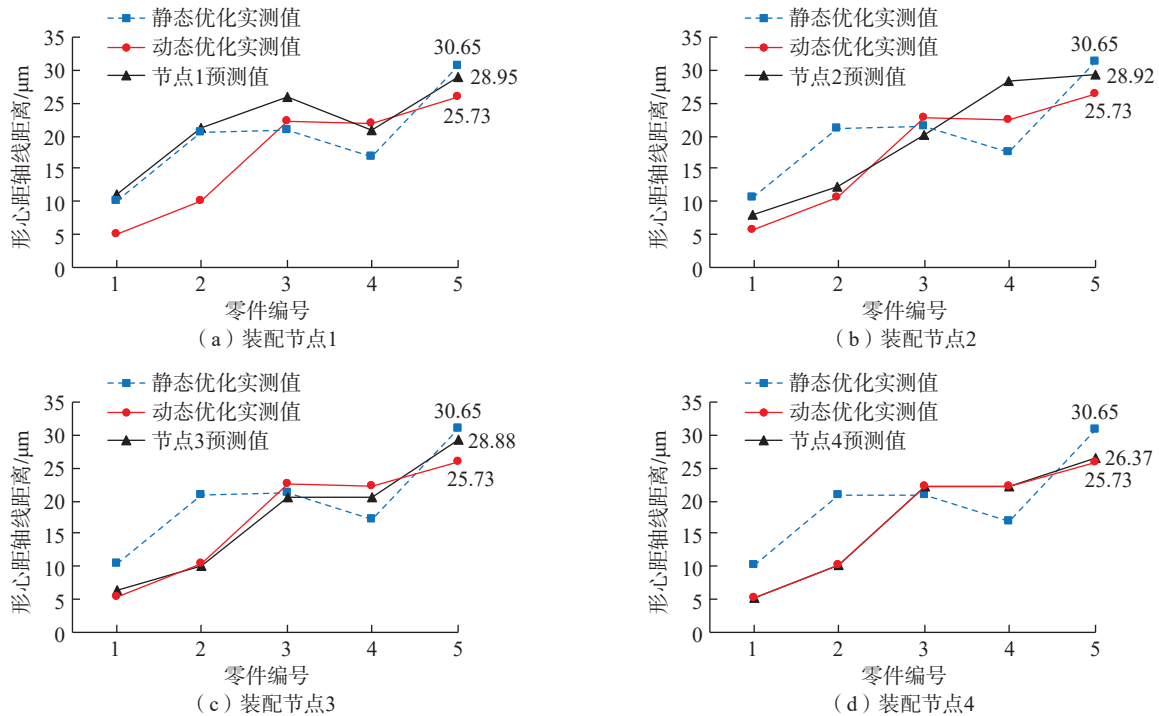 静态优化实测值
动态优化实测值
节点1预测值
形心距轴线距离/μm
35
30
25
20
15
10
5
0
30.65
28.95
25.73
1 2 3 4 5
零件编号
（a）装配节点1
静态优化实测值
动态优化实测值
节点2预测值
形心距轴线距离/μm
35
30
25
20
15
10
5
0
30.65
28.92
25.73
1 2 3 4 5
零件编号
（b）装配节点2
静态优化实测值
动态优化实测值
节点3预测值
形心距轴线距离/μm
35
30
25
20
15
10
5
0
30.65
28.88
25.73
1 2 3 4 5
零件编号
（c）装配节点3
静态优化实测值
动态优化实测值
节点4预测值
形心距轴线距离/μm
35
30
25
20
15
10
5
0
30.65
26.37
25.73
1 2 3 4 5
零件编号
（d）装配节点4